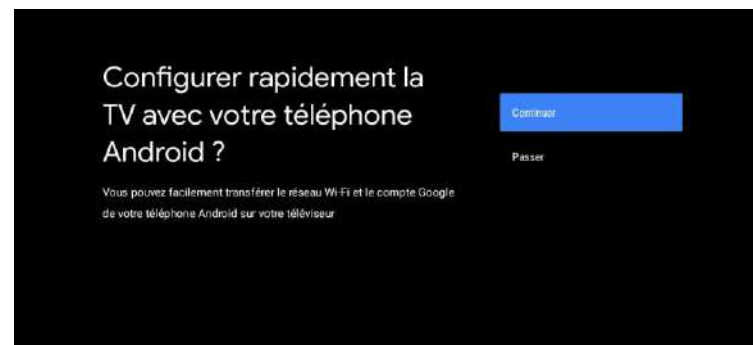 Configurer rapidement la
TV avec votre téléphone
Android ?
Vous pouvez facilement transférer le réseau Wi-Fi et le compte Google
de votre téléphone Android sur votre téléviseur
Continuer
Passer